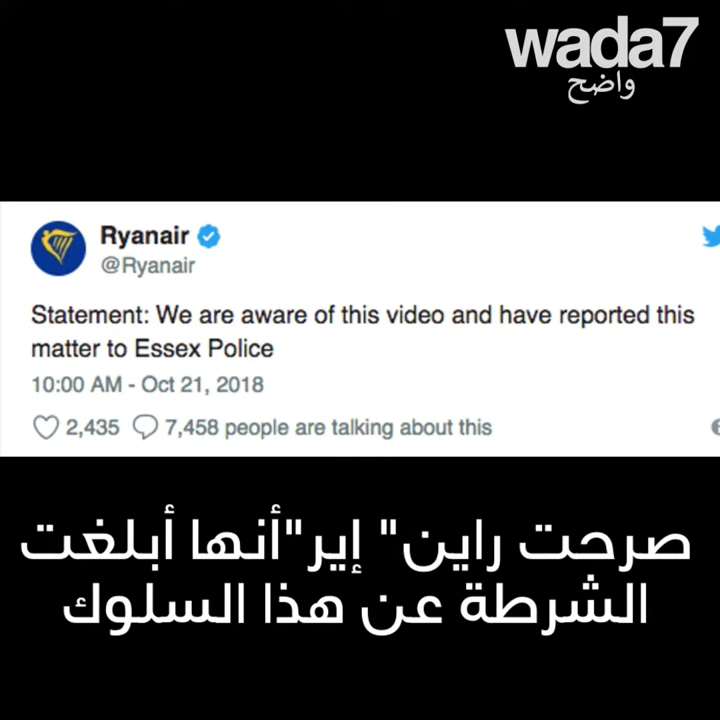 wada7
واضح
Ryanair
@Ryanair
Statement: We are aware of this video and have reported this
matter to Essex Police
10:00 AM - Oct 21, 2018
2,435 7,458 people are talking about this
صرحت راين" إير"أنها أبلغت
الشرطة عن هذا السلوك